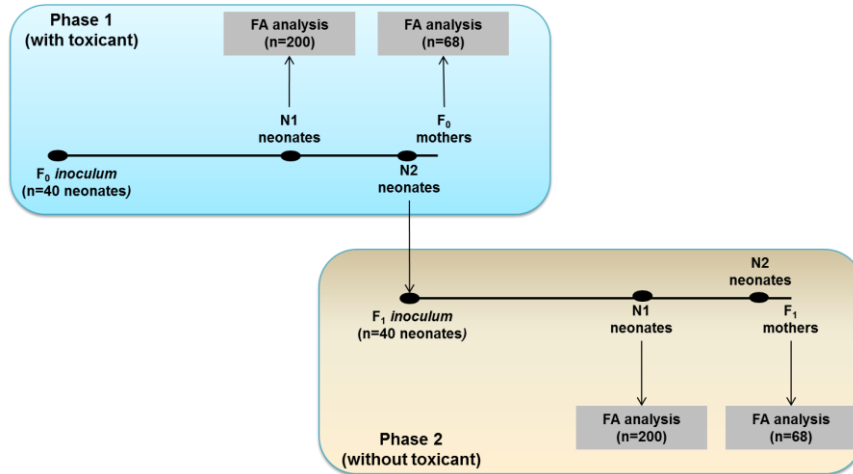 Phase 1
(with toxicant)
FA analysis
(n=200)
FA analysis
(n=68)
N1
neonates
F₀
mothers
F₀ inoculum
(n=40 neonates)
N2
neonates
N2
neonates
F₁ inoculum
(n=40 neonates)
N1
neonates
F₁
mothers
FA analysis
(n=200)
FA analysis
(n=68)
Phase 2
(without toxicant)